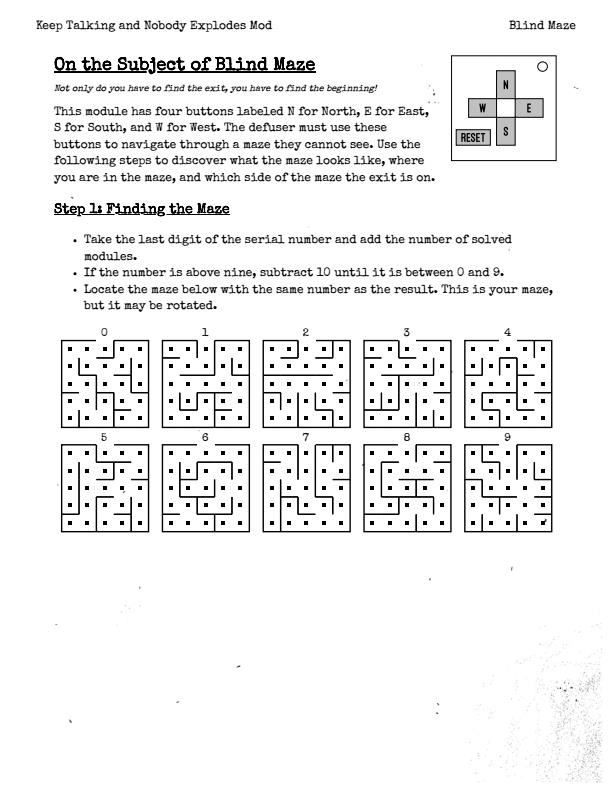 Keep Talking and Nobody Explodes Mod
Blind Maze
On the Subject of Blind Maze
Not only do you have to find the exit, you have to find the beginning!
This module has four buttons labeled N for North, E for East,
S for South, and W for West. The defuser must use these
buttons to navigate through a maze they cannot see. Use the
following steps to discover what the maze looks like, where
you are in the maze, and which side of the maze the exit is on.
N
W
E
S
RESET
Step 1: Finding the Maze
• Take the last digit of the serial number and add the number of solved
modules.
• If the number is above nine, subtract 10 until it is between 0 and 9.
• Locate the maze below with the same number as the result. This is your maze,
but it may be rotated.
0 1 2 3 4
5 6 7 8 9